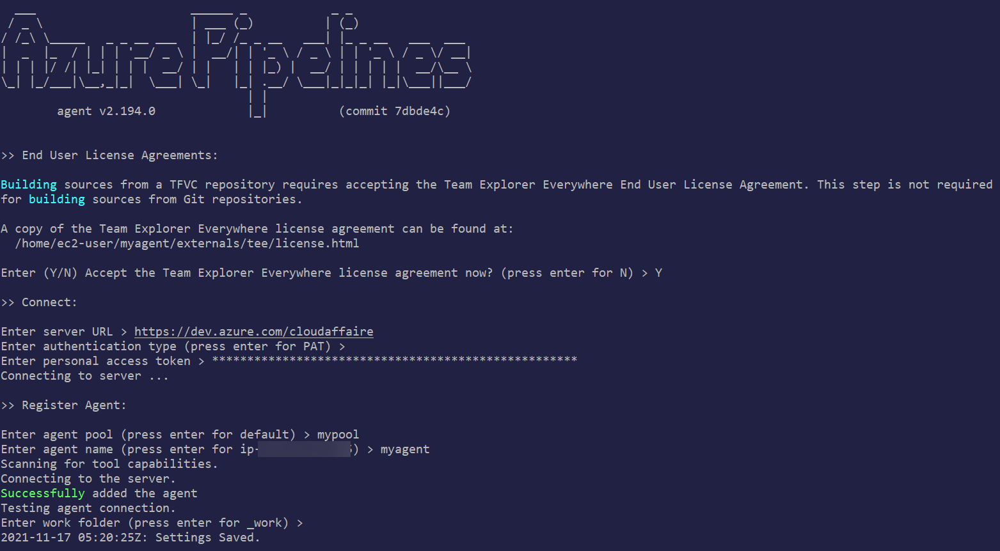 AzurePipelines
agent v2.194.0 (commit 7dbde4c)
>> End User License Agreements:
Building sources from a TFVC repository requires accepting the Team Explorer Everywhere End User License Agreement. This step is not required
for building sources from Git repositories.
A copy of the Team Explorer Everywhere license agreement can be found at:
/home/ec2-user/myagent/externals/tee/license.html
Enter (Y/N) Accept the Team Explorer Everywhere license agreement now? (press enter for N) > Y
>> Connect:
Enter server URL > https://dev.azure.com/cloudaffaire
Enter authentication type (press enter for PAT) >
Enter personal access token > ****************************************************
Connecting to server ...
>> Register Agent:
Enter agent pool (press enter for default) > mypool
Enter agent name (press enter for ip- ) > myagent
Scanning for tool capabilities.
Connecting to the server.
Successfully added the agent
Testing agent connection.
Enter work folder (press enter for _work) >
2021-11-17 05:20:25Z: Settings Saved.